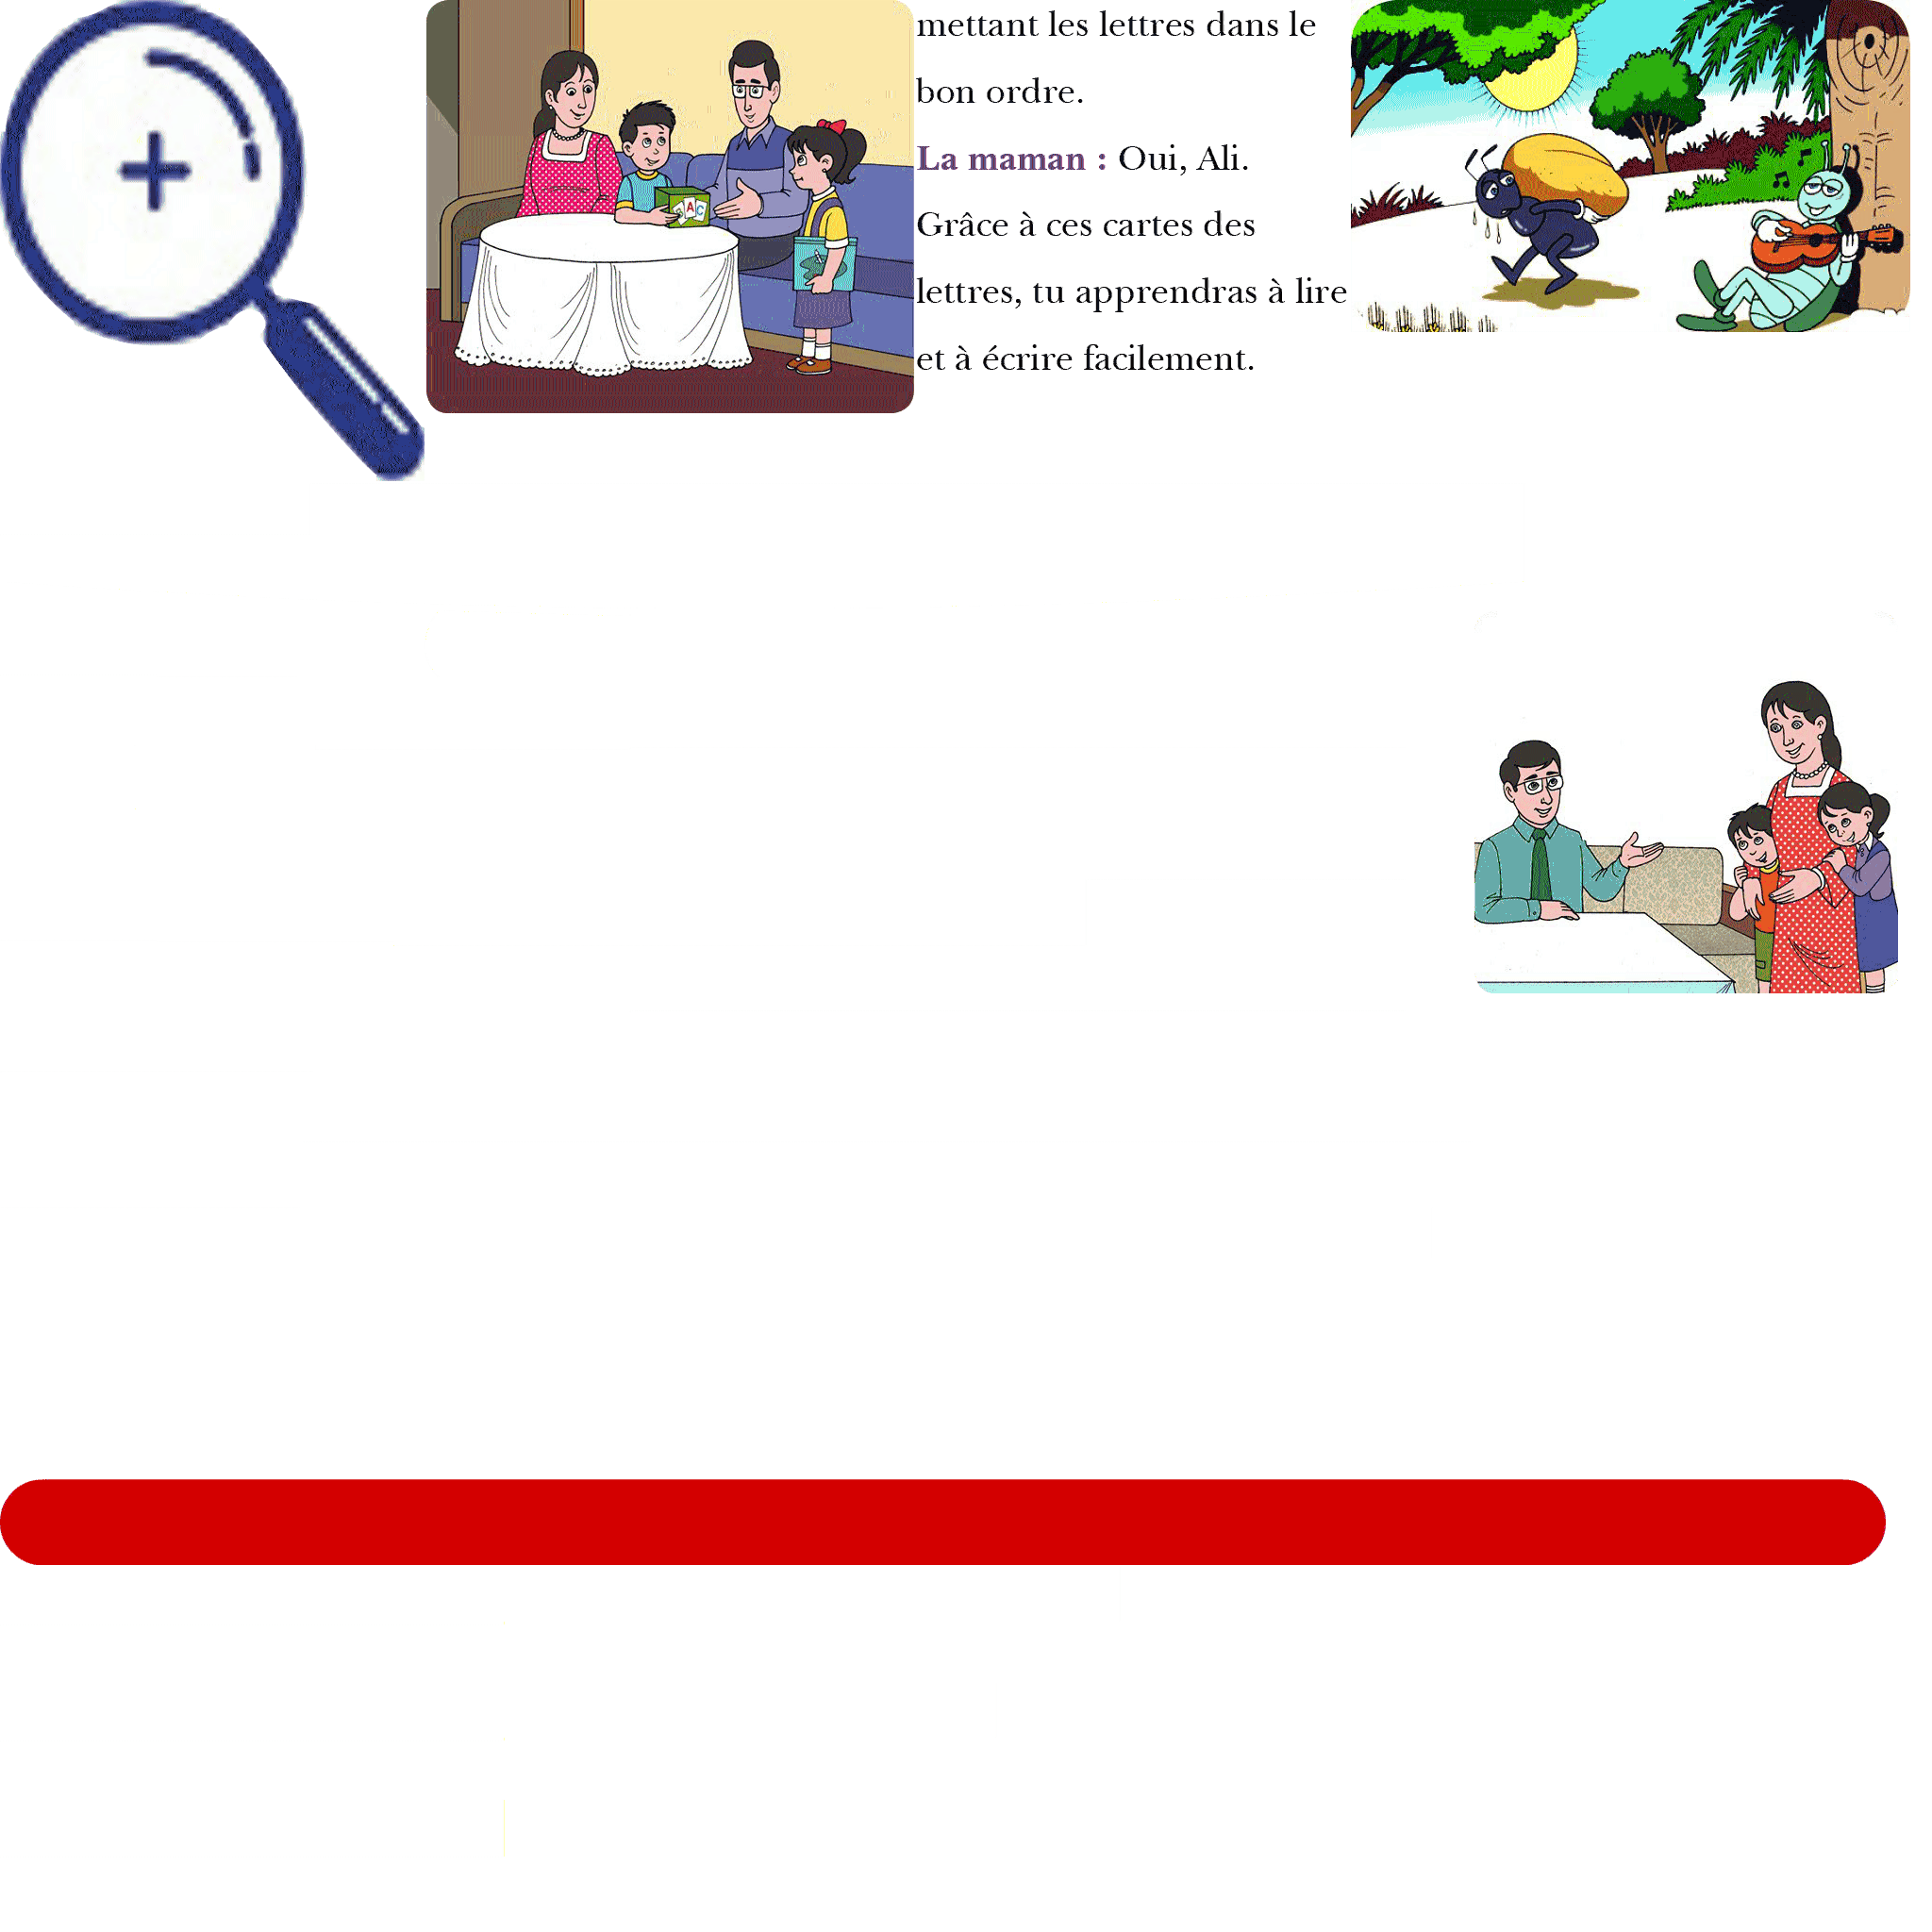 mettant les lettres dans le
bon ordre.
La maman : Oui, Ali.
Grâce à ces cartes des
lettres, tu apprendras à lire
et à écrire facilement.